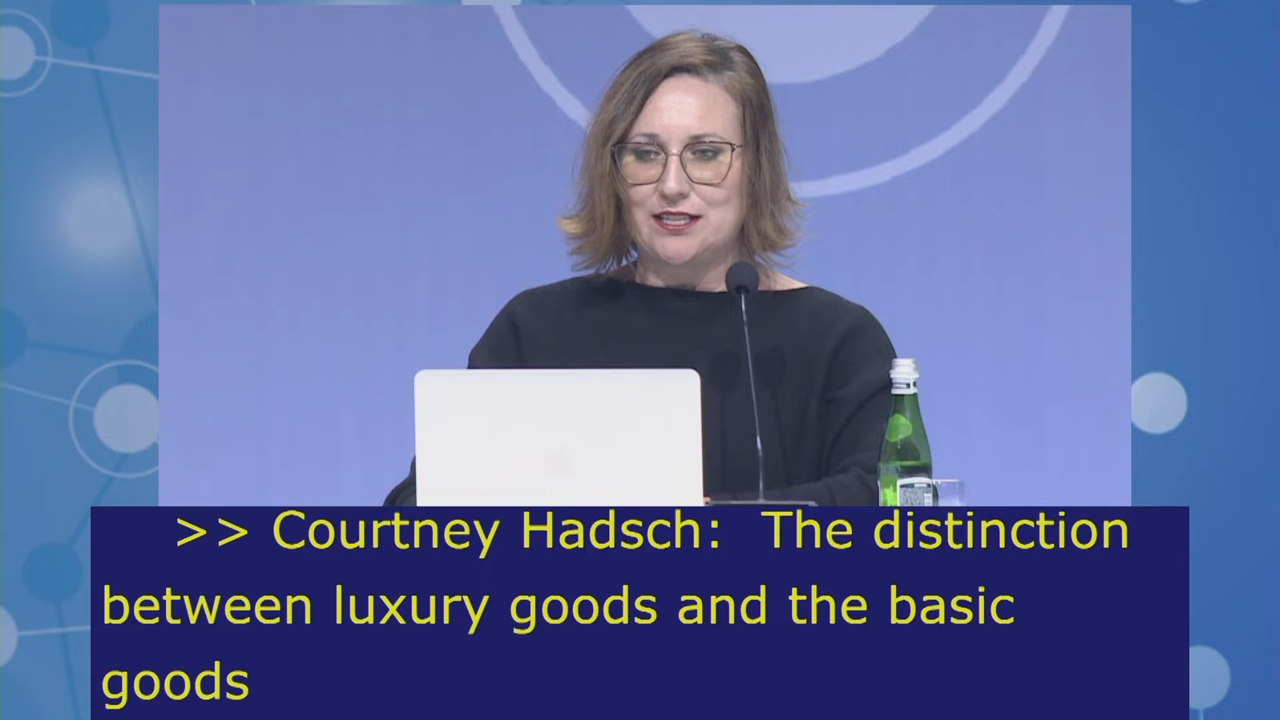 >> Courtney Hadsch: The distinction
between luxury goods and the basic
goods